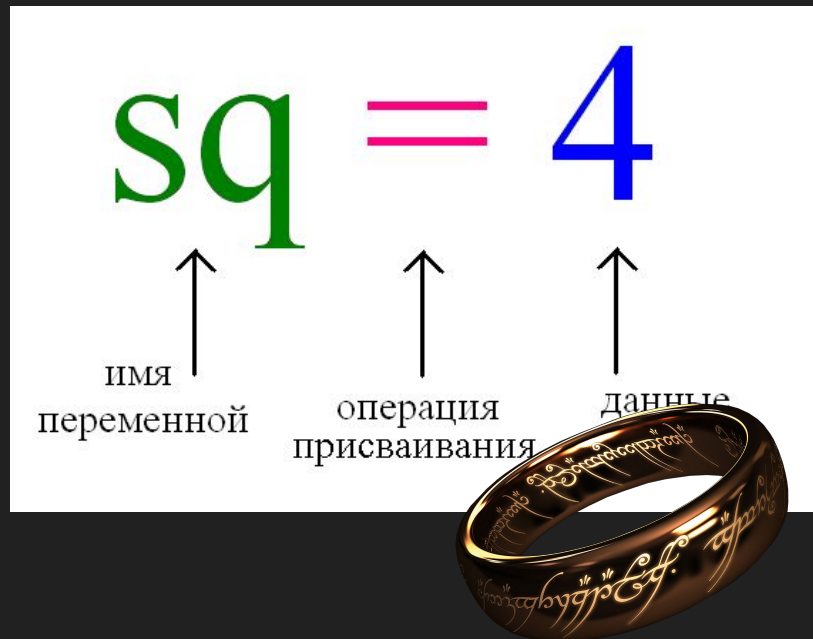 sq = 4
имя
переменной
операция
присваивания
данные